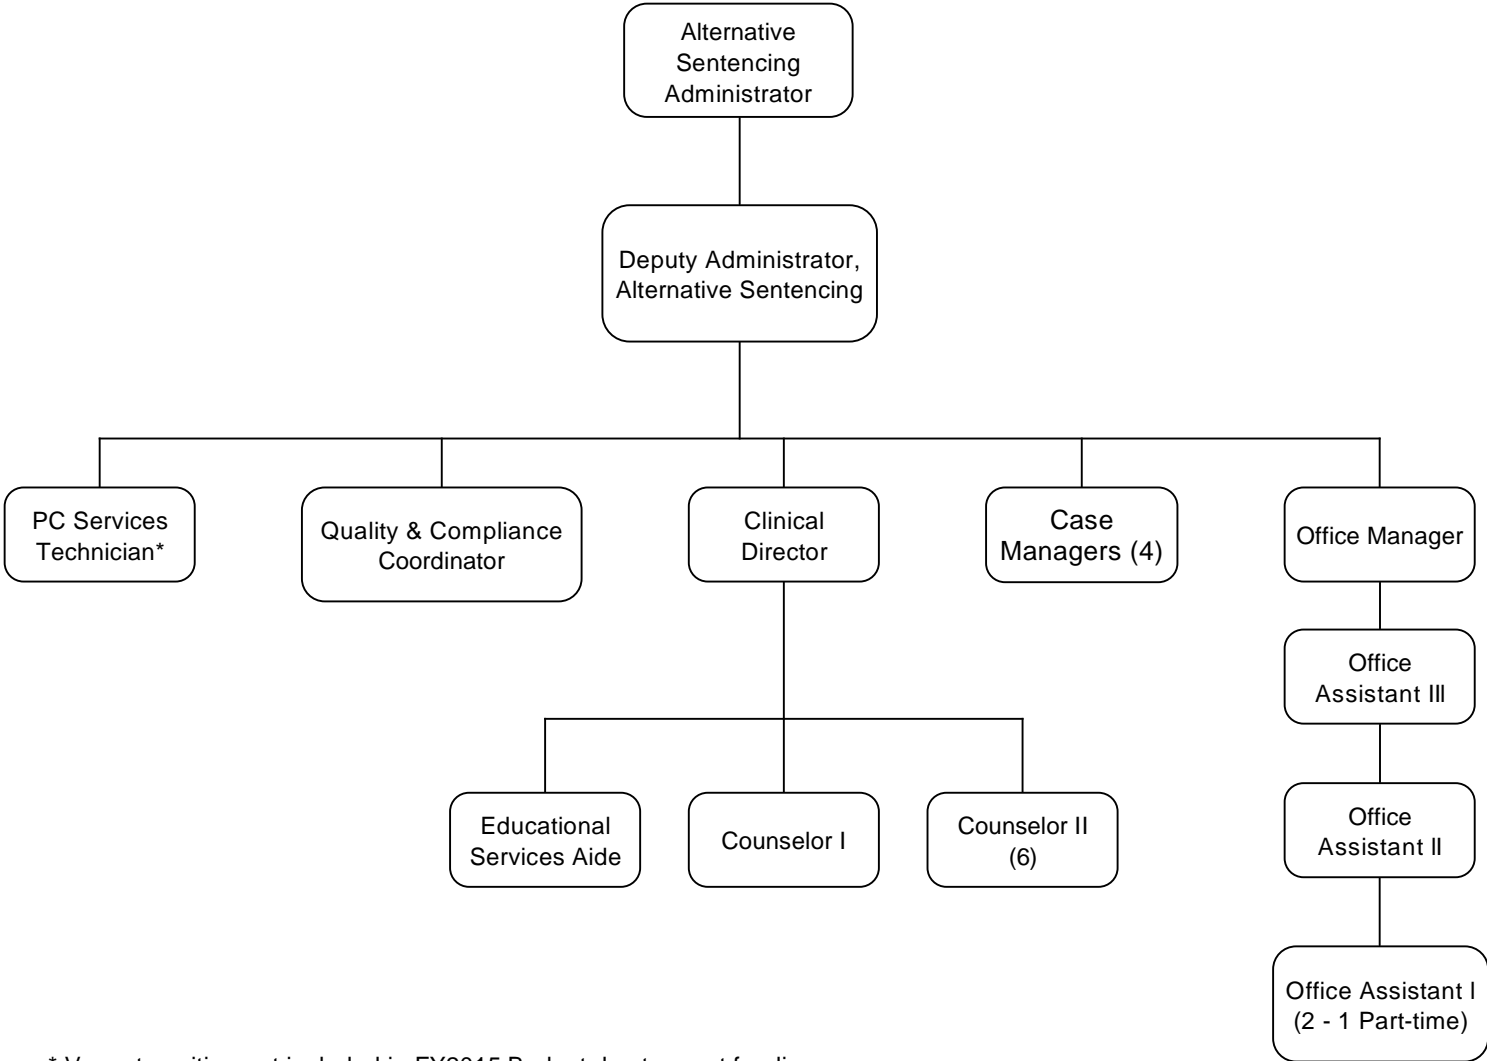 Alternative
Sentencing
Administrator
Deputy Administrator,
Alternative Sentencing
PC Services
Technician*
Quality & Compliance
Coordinator
Clinical
Director
Case
Managers (4)
Office Manager
Office
Assistant III
Office
Assistant II
Educational
Services Aide
Counselor I
Counselor II
(6)
Office Assistant I
(2 - 1 Part-time)